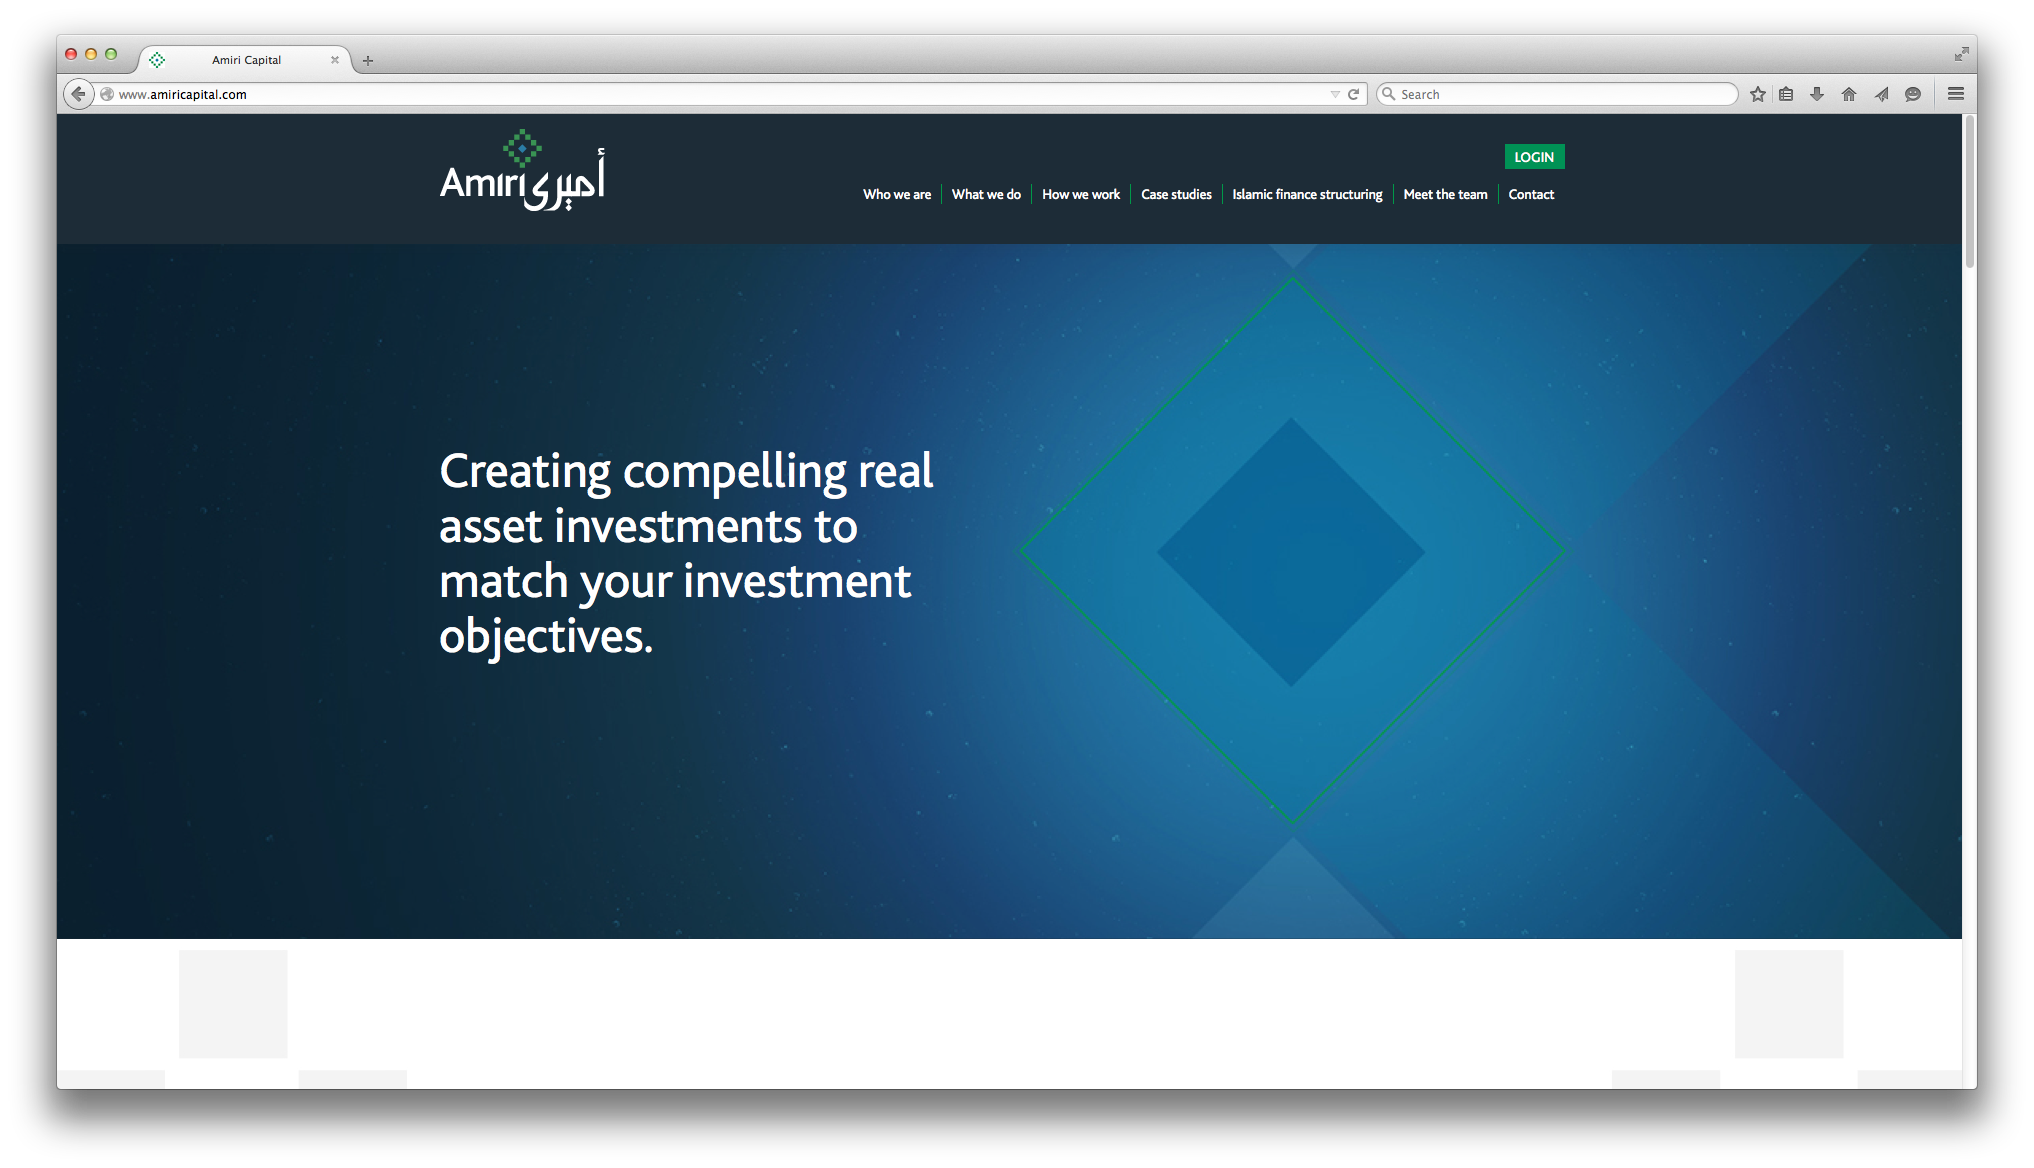 Amiri Capital
www.amiricapital.com
Search
Amiri أميري
LOGIN
Who we are
What we do
How we work
Case studies
Islamic finance structuring
Meet the team
Contact
Creating compelling real
asset investments to
match your investment
objectives.